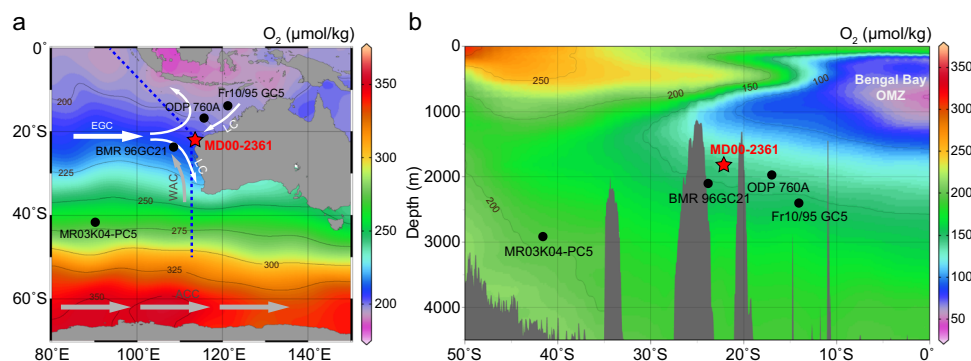 a
O₂ (μmol/kg)
0°
20°S
40°S
60°S
80°E
100°E
120°E
140°E
350
300
250
200
200
225
250
275
300
325
350
EGC
WAC
LC
LC
ACC
ODP 760A
Fr10/95 GC5
MD00-2361
BMR 96GC21
MR03K04-PC5
b
O₂ (μmol/kg)
Depth (m)
0
1000
2000
3000
4000
50°S
40°S
30°S
20°S
10°S
0°S
350
300
250
200
150
100
50
250
200
150
100
200
Bengal Bay
OMZ
MD00-2361
BMR 96GC21
ODP 760A
Fr10/95 GC5
MR03K04-PC5